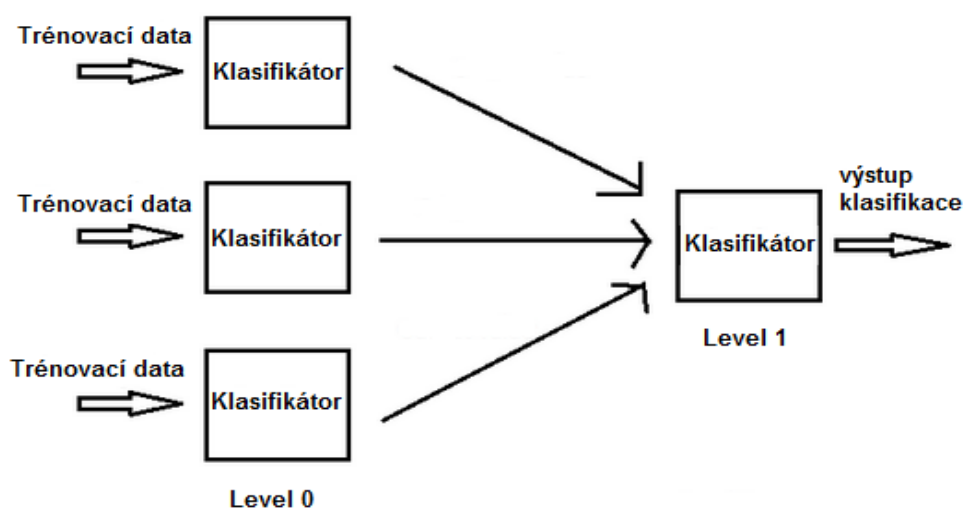 Trénovací data
Klasifikátor
Trénovací data
Klasifikátor
Trénovací data
Klasifikátor
Level 0
Klasifikátor
Level 1
výstup
klasifikace